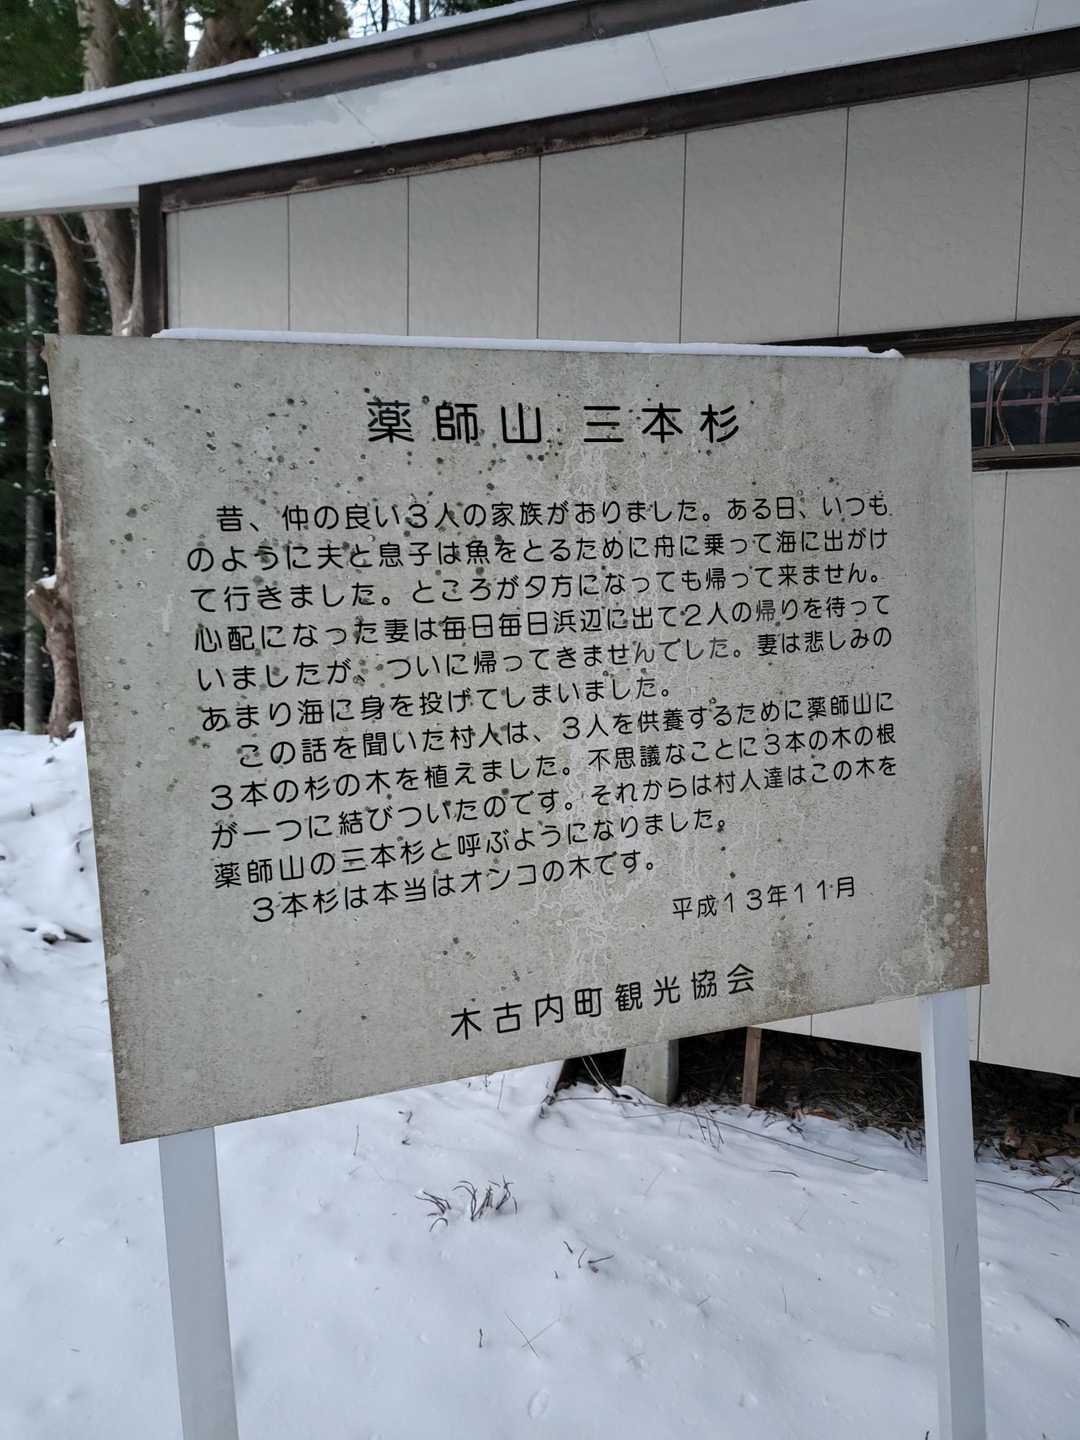 薬師山 三本杉
昔、仲の良い3人の家族がおりました。ある日、いつも
のように夫と息子は魚をとるために舟に乗って海に出がけ
て行きました。ところが夕方になっても帰って来ません。
心配になった妻は毎日毎日浜辺に出て2人の帰りを待って
いましたが、ついに帰ってきませんでした。妻は悲しみの
あまり海に身を投げてしまいました。
この話を聞いた村人は、3人を供養するために薬師山に
3本の杉の木を植えました。不思議なことに3本の木の根
が一つに結びついたのです。それからは村人達はこの木を
薬師山の三本杉と呼ぶようになりました。
3本杉は本当はオンコの木です。
平成13年11月
木古内町観光協会